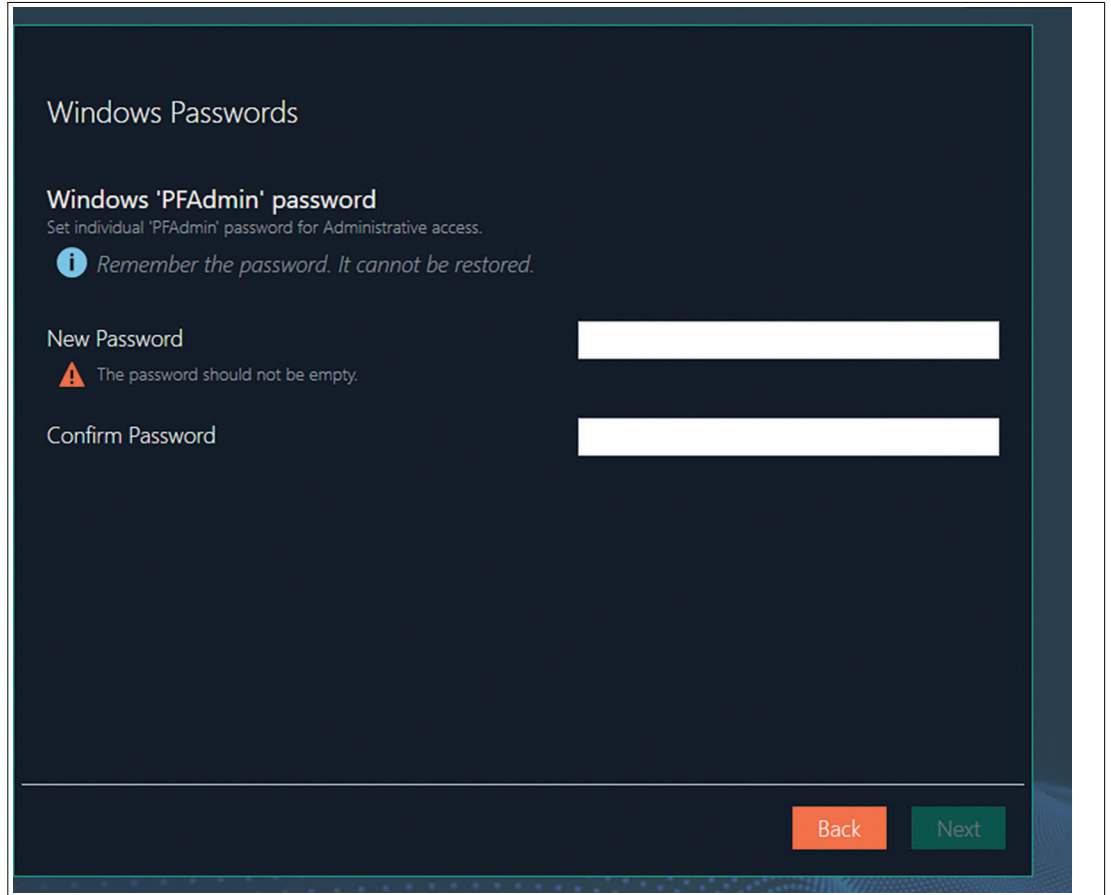 Windows Passwords
Windows 'PFAdmin' password
Set individual 'PFAdmin' password for Administrative access.
i Remember the password. It cannot be restored.
New Password
The password should not be empty.
Confirm Password
Back Next